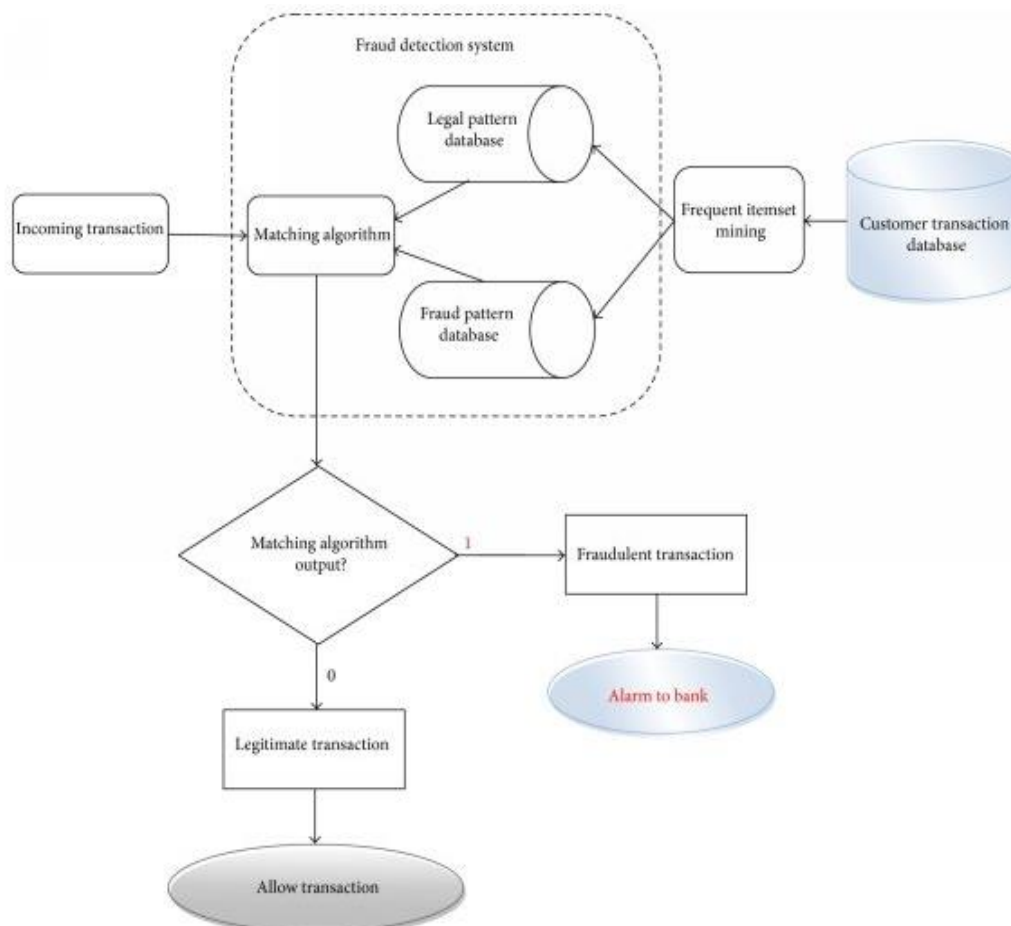 Fraud detection system
Legal pattern
database
Incoming transaction
Matching algorithm
Frequent itemset
mining
Customer transaction
database
Fraud pattern
database
Matching algorithm
output?
1
Fraudulent transaction
0
Alarm to bank
Legitimate transaction
Allow transaction